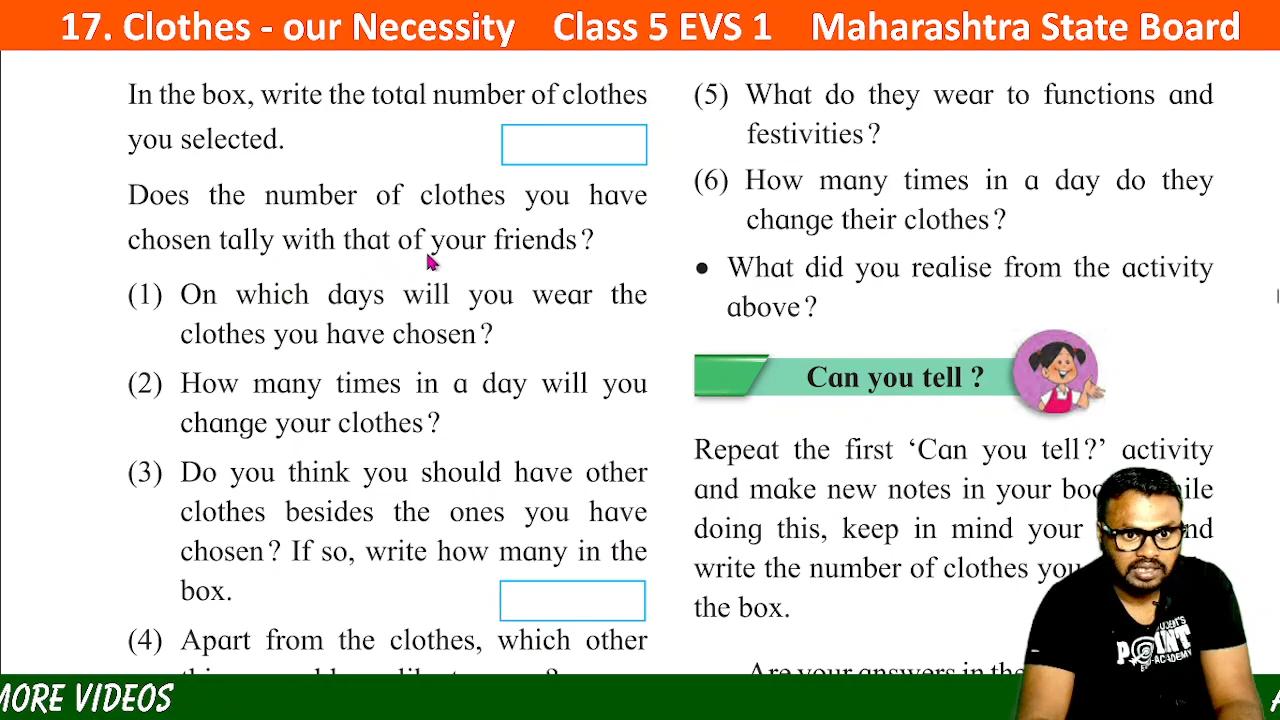 17. Clothes - our Necessity Class 5 EVS 1 Maharashtra State Board
In the box, write the total number of clothes
you selected.
Does the number of clothes you have
chosen tally with that of your friends?
(1) On which days will you wear the
clothes you have chosen?
(2) How many times in a day will you
change your clothes?
(3) Do you think you should have other
clothes besides the ones you have
chosen? If so, write how many in the
box.
(4) Apart from the clothes, which other
(5) What do they wear to functions and
festivities?
(6) How many times in a day do they
change their clothes?
• What did you realise from the activity
above?
Can you tell ?
Repeat the first ‘Can you tell?’ activity
and make new notes in your
doing this, keep in mind your
write the number of clothes you
the box.
Are your answers in the
POINT
MORE VIDEOS